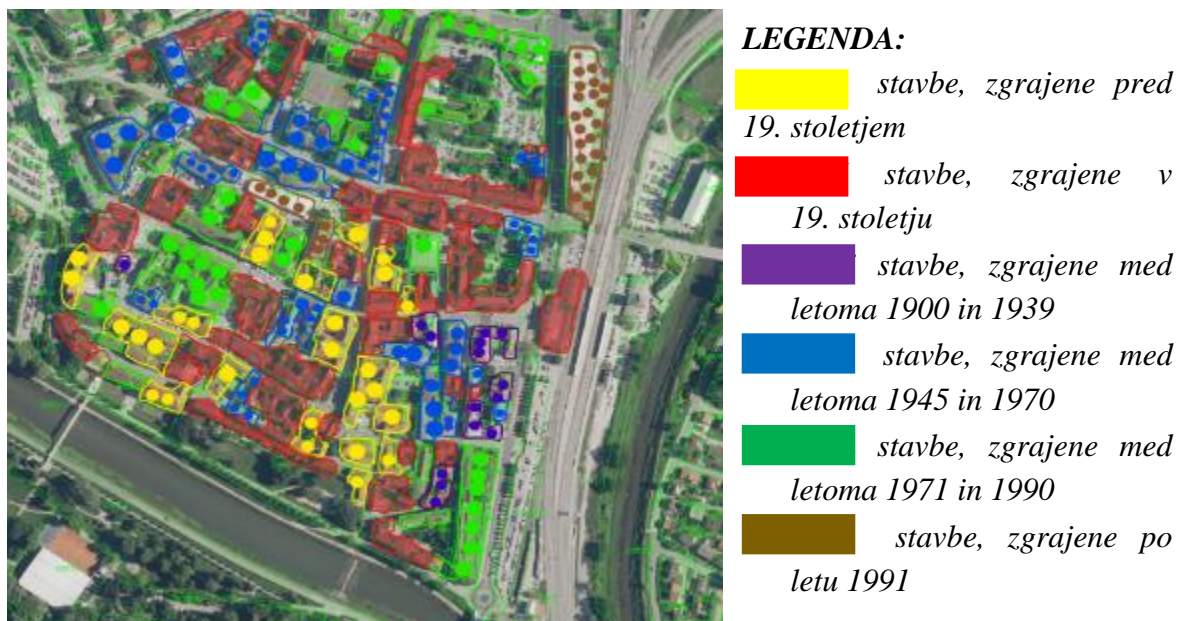 LEGENDA:
stavbe, zgrajene pred
19. stoletjem
stavbe, zgrajene v
19. stoletju
stavbe, zgrajene med
letoma 1900 in 1939
stavbe, zgrajene med
letoma 1945 in 1970
stavbe, zgrajene med
letoma 1971 in 1990
stavbe, zgrajene po
letu 1991